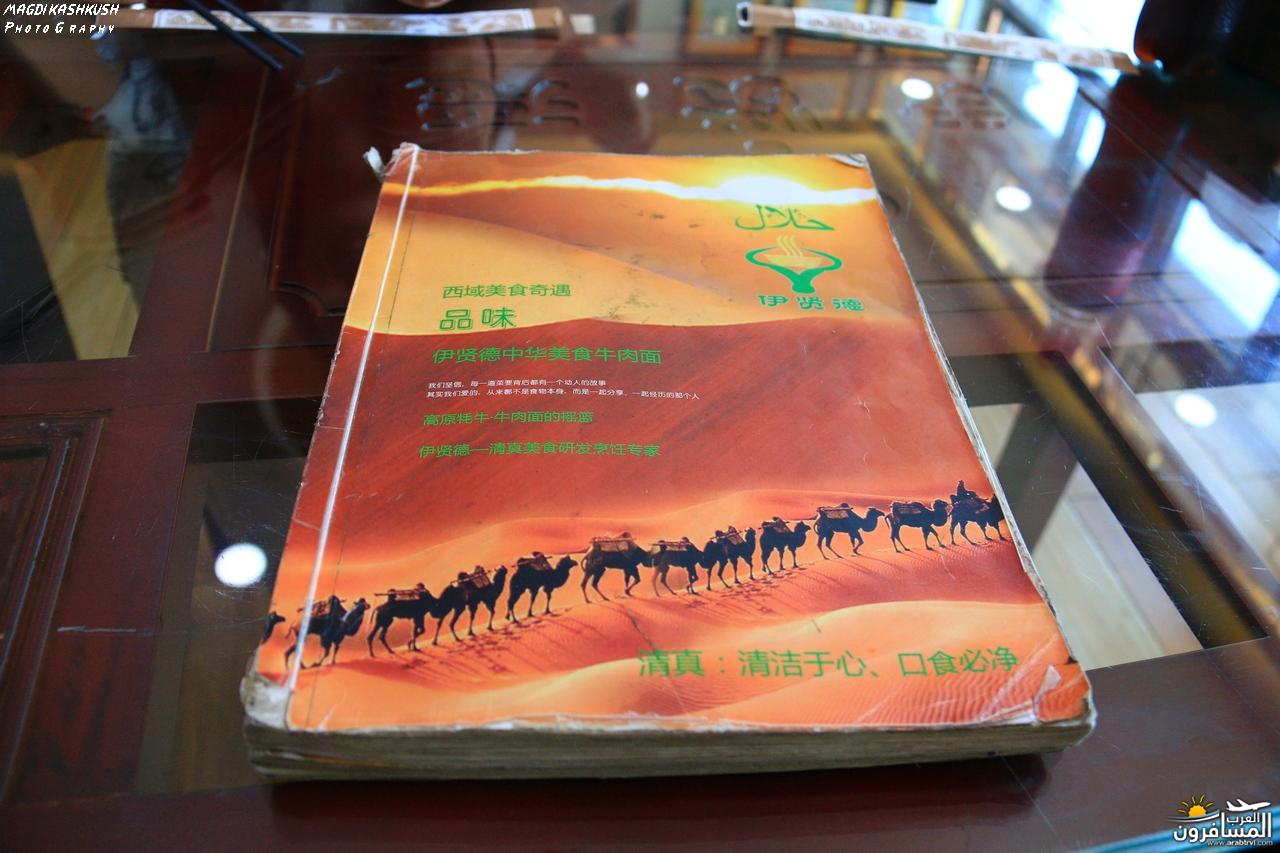 MAGDI KASHKUSH
PHOTOGRAPHY
حلال
伊贤德
西域美食奇遇
品味
伊贤德中华美食牛肉面
我们坚信，每一道菜要背后都有一个动人的故事
其实我们爱的，从来都不是食物本身，而是一起分享，一起经历的那个人
高原牦牛·牛肉面的摇篮
伊贤德—清真美食研发烹饪专家
清真：清洁于心、口食必净
العرب
المسافرون
www.arabtrvl.com